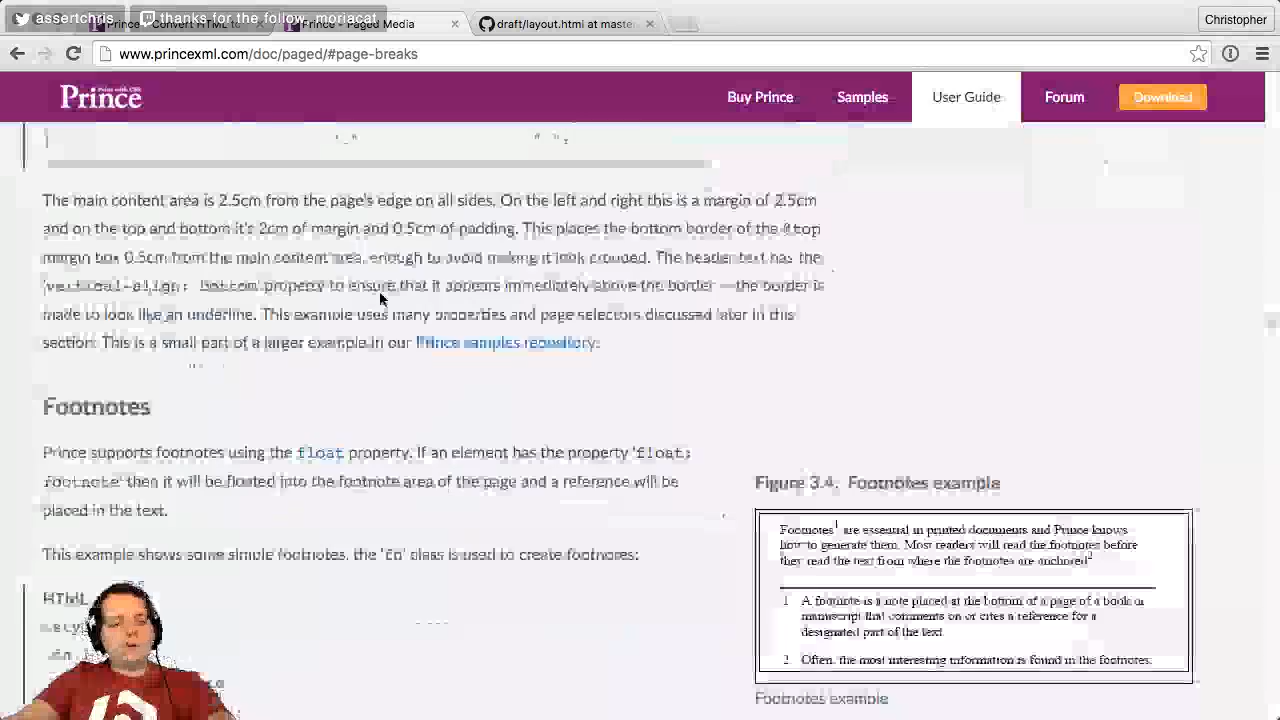 assertchris thanks for the follow, moriacat
Prince - Paged Media
draft/layout.html at master
Christopher
www.princexml.com/doc/paged/#page-breaks
Prince
Buy Prince
Samples
User Guide
Forum
Download
The main content area is 2.5cm from the page's edge on all sides. On the left and right this is a margin of 2.5cm
and on the top and bottom it's 2cm of margin and 0.5cm of padding. This places the bottom border of the @top
margin box 0.5cm from the main content area, enough to avoid making it look crowded. The header text has the
'vertical-align: bottom' property to ensure that it appears immediately above the border —the border is
made to look like an underline. This example uses many properties and page selectors discussed later in this
section. This is a small part of a larger example in our Prince samples repository.
Footnotes
Prince supports footnotes using the float property. If an element has the property 'float:
footnote' then it will be floated into the footnote area of the page and a reference will be
placed in the text.
This example shows some simple footnotes, the 'fn' class is used to create footnotes:
HTML
Figure 3.4. Footnotes example
Footnotes1 are essential in printed documents and Prince knows
how to generate them. Most readers will read the footnotes before
they read the text from where the footnotes are anchored2
1 A footnote is a note placed at the bottom of a page of a book or
manuscript that comments on or cites a reference for a
designated part of the text.
2 Often, the most interesting information is found in the footnotes.
Footnotes example